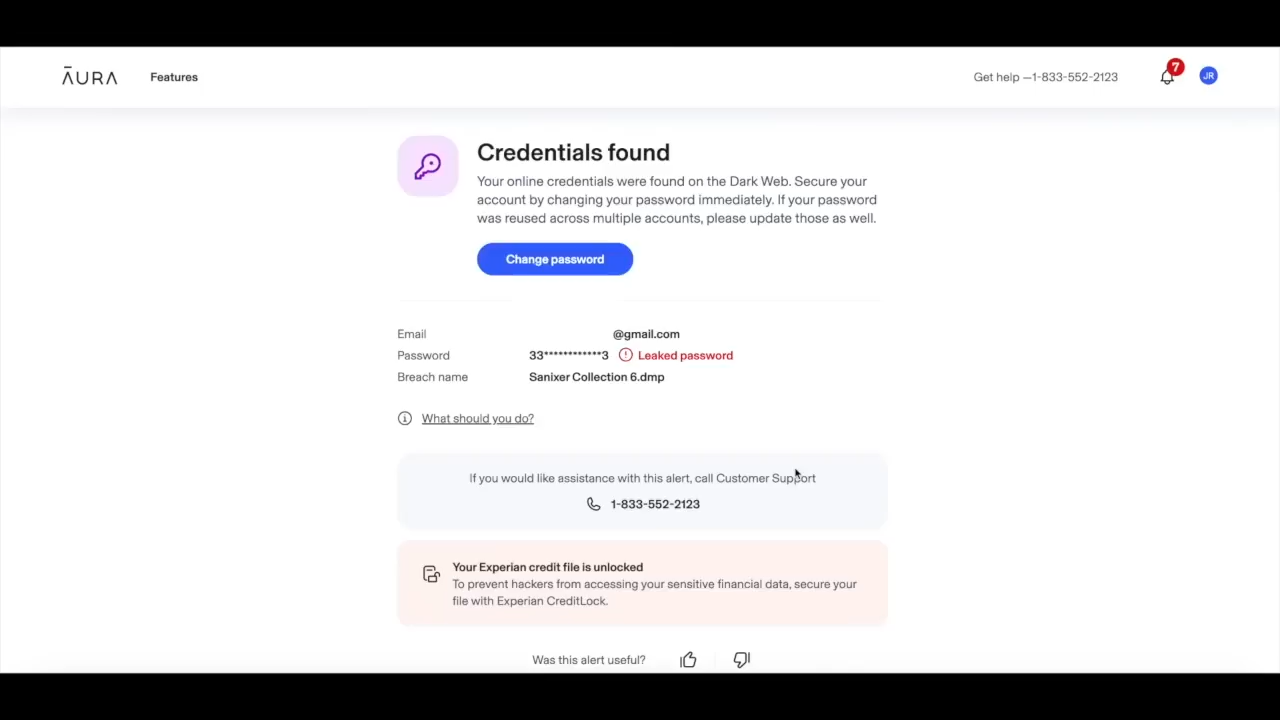 ĀURA Features Get help —1-833-552-2123 7 JR
Credentials found
Your online credentials were found on the Dark Web. Secure your
account by changing your password immediately. If your password
was reused across multiple accounts, please update those as well.
Change password
Email @gmail.com
Password 33************3 Leaked password
Breach name Sanixer Collection 6.dmp
What should you do?
If you would like assistance with this alert, call Customer Support
1-833-552-2123
Your Experian credit file is unlocked
To prevent hackers from accessing your sensitive financial data, secure your
file with Experian CreditLock.
Was this alert useful?